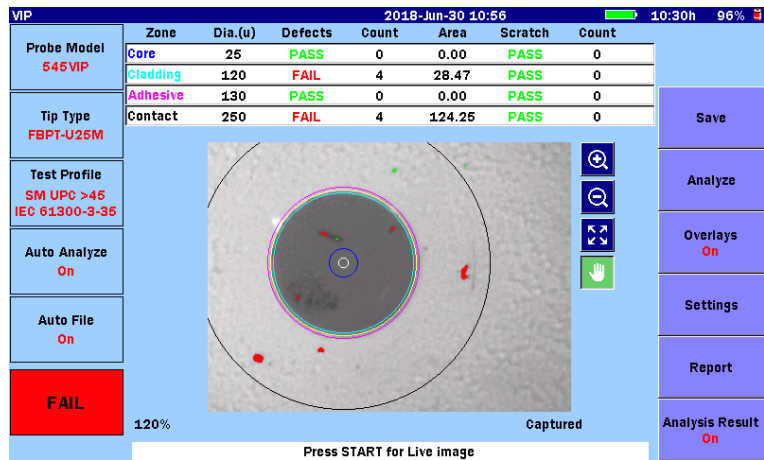 VIP 2018-Jun-30 10:56 10:30h 96%
Zone Dia.(u) Defects Count Area Scratch Count
Core 25 PASS 0 0.00 PASS 0
Cladding 120 FAIL 4 28.47 PASS 0
Adhesive 130 PASS 0 0.00 PASS 0
Contact 250 FAIL 4 124.25 PASS 0
Probe Model
545VIP
Tip Type
FBPT-U25M
Test Profile
SM UPC >45
IEC 61300-3-35
Auto Analyze
On
Auto File
On
FAIL
120%
Captured
Press START for Live image
Save
Analyze
Overlays
On
Settings
Report
Analysis Result
On